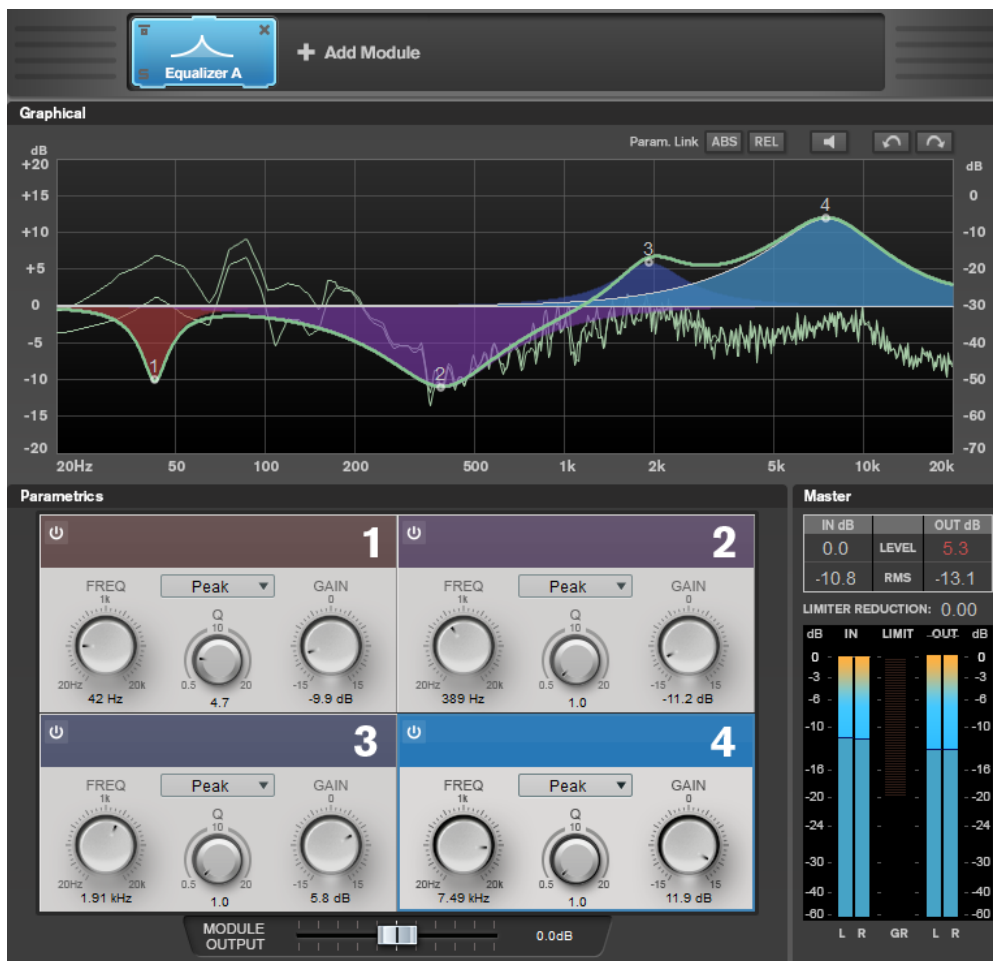 Equalizer A
+ Add Module
Graphical
Param. Link ABS REL
dB
+20
+15
+10
+5
0
-5
-10
-15
-20
dB
0
-10
-20
-30
-40
-50
-60
-70
1
2
3
4
20Hz 50 100 200 500 1k 2k 5k 10k 20k
Parametrics
1
FREQ Peak GAIN
1k Q 0
10
20Hz 20k 0.5 20 -15 15
42 Hz 4.7 -9.9 dB
2
FREQ Peak GAIN
1k Q 0
10
20Hz 20k 0.5 20 -15 15
389 Hz 1.0 -11.2 dB
3
FREQ Peak GAIN
1k Q 0
10
20Hz 20k 0.5 20 -15 15
1.91 kHz 1.0 5.8 dB
4
FREQ Peak GAIN
1k Q 0
10
20Hz 20k 0.5 20 -15 15
7.49 kHz 1.0 11.9 dB
MODULE
OUTPUT
0.0dB
Master
IN dB OUT dB
0.0 LEVEL 5.3
-10.8 RMS -13.1
LIMITER REDUCTION: 0.00
dB IN LIMIT OUT dB
0 0
-3 -3
-6 -6
-10 -10
-16 -16
-20 -20
-24 -24
-30 -30
-40 -40
-60 -60
L R GR L R